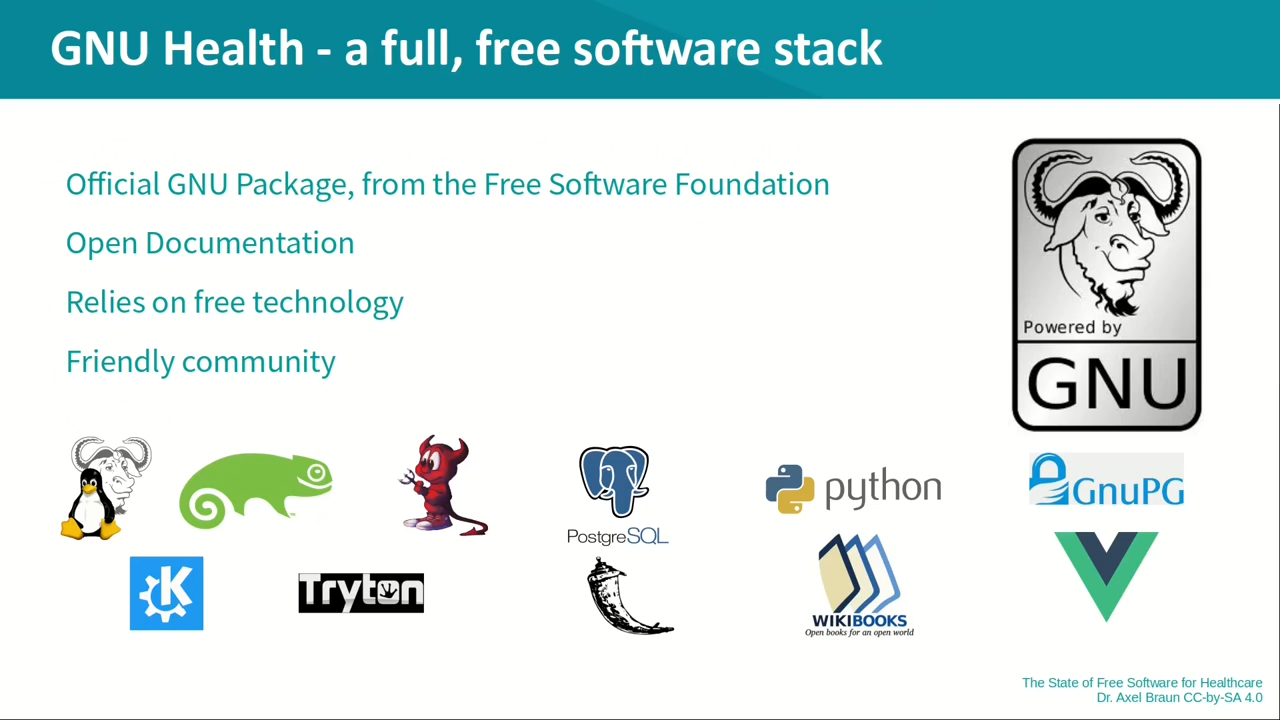 GNU Health - a full, free software stack
Official GNU Package, from the Free Software Foundation
Open Documentation
Relies on free technology
Friendly community
Powered by
GNU
PostgreSQL
python
GnuPG
K
Tryton
WIKIBOOKS
Open books for an open world
The State of Free Software for Healthcare
Dr. Axel Braun CC-by-SA 4.0